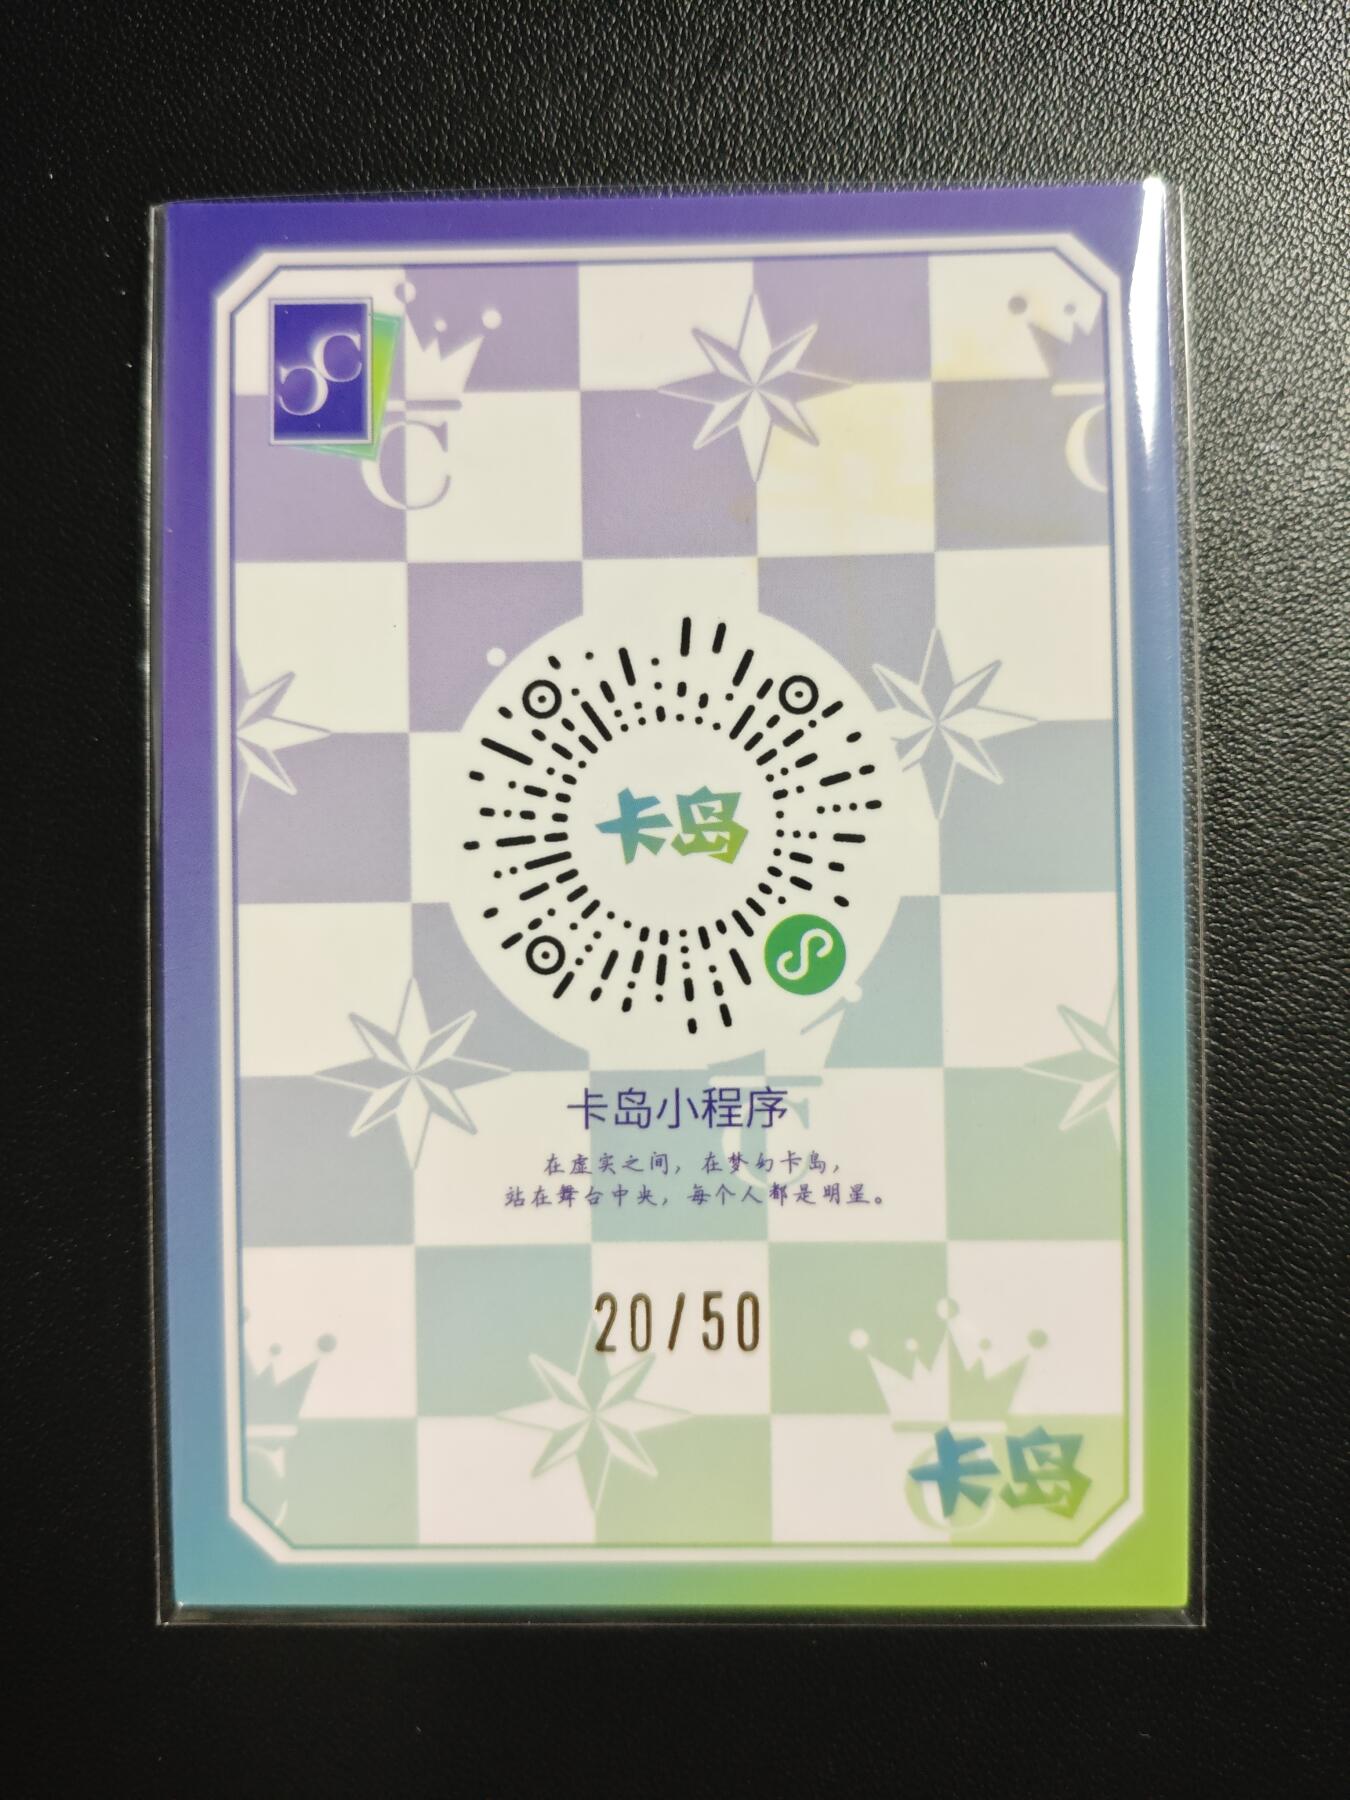 卡岛
卡岛小程序
在虚实之间，在梦幻卡岛，
站在舞台中央，每个人都是明星。
20/50
卡岛